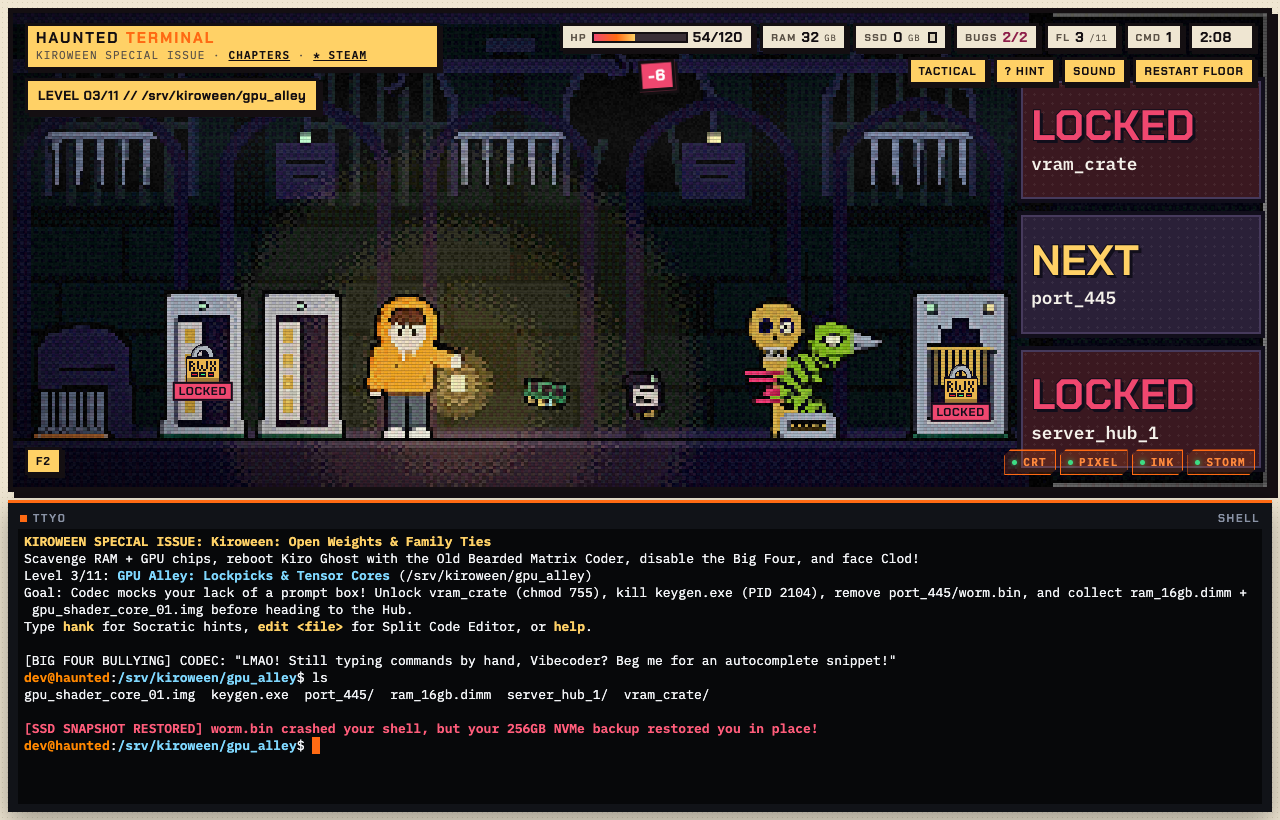 HAUNTED TERMINAL
KIROWEEN SPECIAL ISSUE · CHAPTERS · * STEAM
HP 54/120
RAM 32 GB
SSD 0 GB
BUGS 2/2
FL 3 /11
CMD 1
2:08
TACTICAL
? HINT
SOUND
RESTART FLOOR
-6
LEVEL 03/11 // /srv/kiroween/gpu_alley
LOCKED
vram_crate
NEXT
port_445
LOCKED
server_hub_1
RWX
LOCKED
RWX
LOCKED
F2
CRT
PIXEL
INK
STORM
TTY0
SHELL
KIROWEEN SPECIAL ISSUE: Kiroween: Open Weights & Family Ties
Scavenge RAM + GPU chips, reboot Kiro Ghost with the Old Bearded Matrix Coder, disable the Big Four, and face Clod!
Level 3/11: GPU Alley: Lockpicks & Tensor Cores (/srv/kiroween/gpu_alley)
Goal: Codec mocks your lack of a prompt box! Unlock vram_crate (chmod 755), kill keygen.exe (PID 2104), remove port_445/worm.bin, and collect ram_16gb.dimm +
gpu_shader_core_01.img before heading to the Hub.
Type hank for Socratic hints, edit <file> for Split Code Editor, or help.
[BIG FOUR BULLYING] CODEC: "LMAO! Still typing commands by hand, Vibecoder? Beg me for an autocomplete snippet!"
dev@haunted:/srv/kiroween/gpu_alley$ ls
gpu_shader_core_01.img keygen.exe port_445/ ram_16gb.dimm server_hub_1/ vram_crate/
[SSD SNAPSHOT RESTORED] worm.bin crashed your shell, but your 256GB NVMe backup restored you in place!
dev@haunted:/srv/kiroween/gpu_alley$